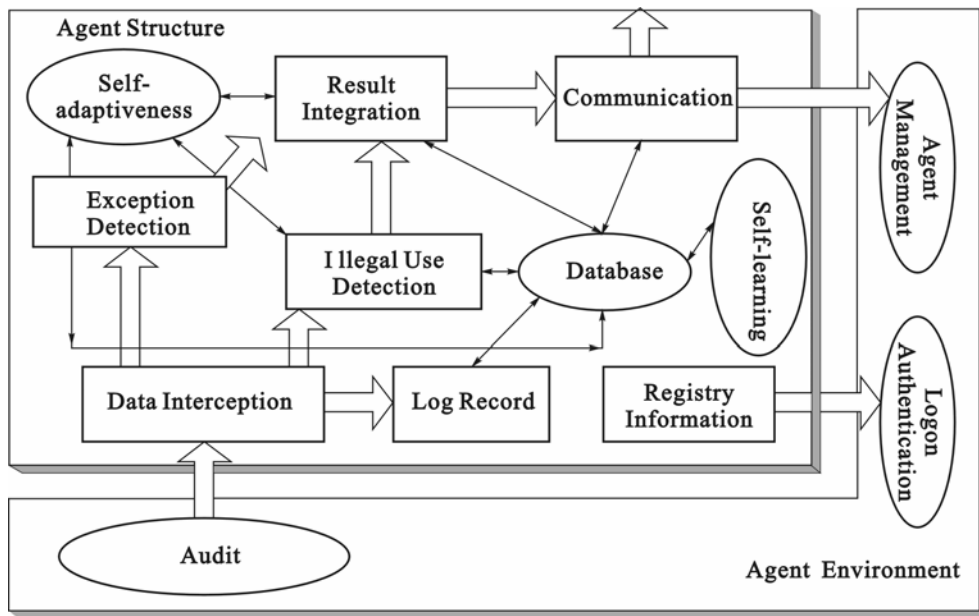 Agent Structure
Self-
adaptiveness
Result
Integration
Communication
Agent
Management
Exception
Detection
I llegal Use
Detection
Database
Self-learning
Data Interception
Log Record
Registry
Information
Logon
Authentication
Audit
Agent Environment